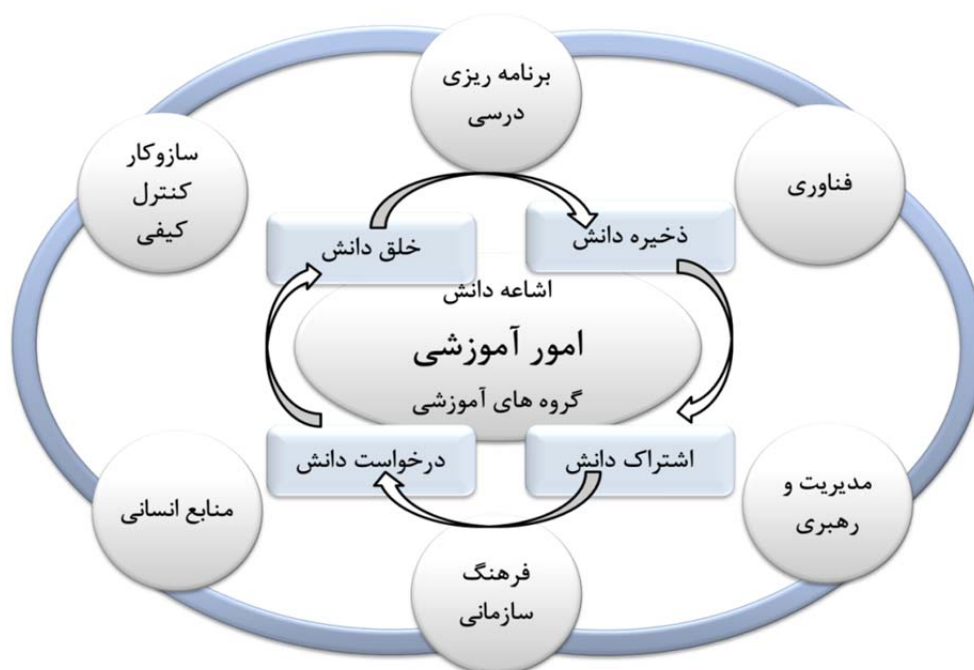 برنامه ریزی
درسی
فناوری
سازوکار
کنترل
کیفی
ذخیره دانش
خلق دانش
اشاعه دانش
امور آموزشی
گروه های آموزشی
اشتراک دانش
درخواست دانش
مدیریت و
رهبری
منابع انسانی
فرهنگ
سازمانی